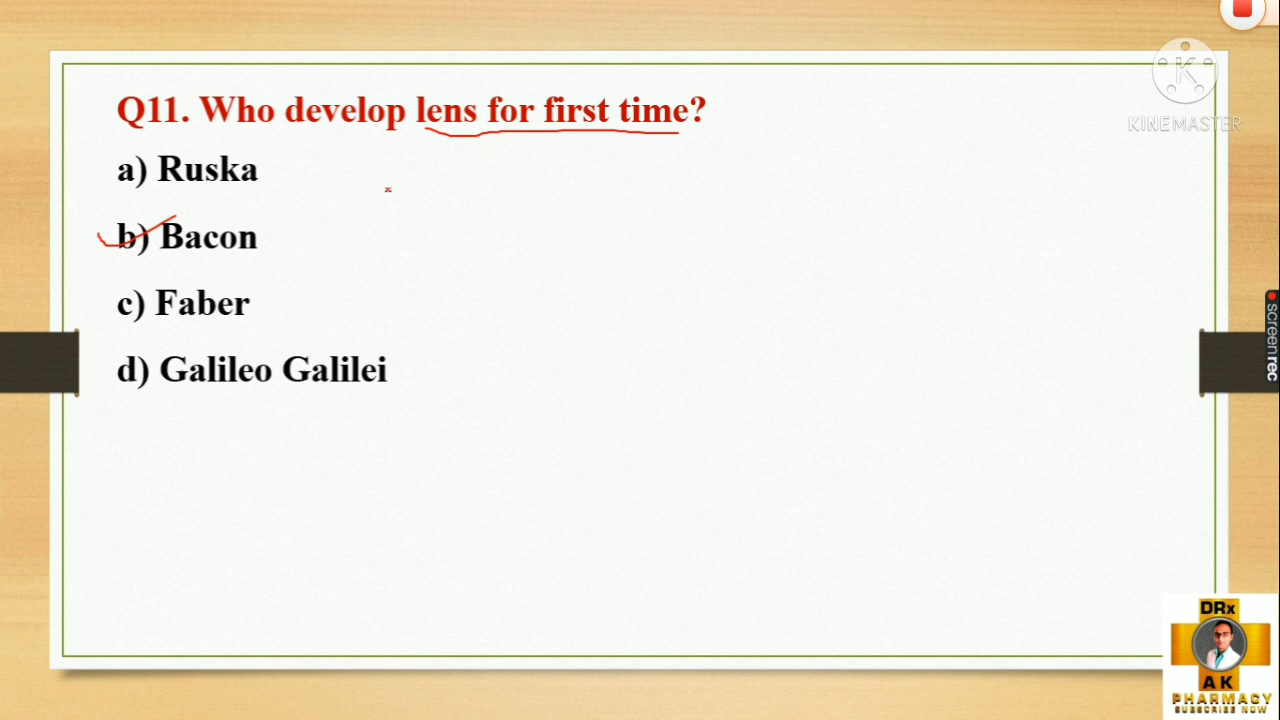 KINEMASTER
Q11. Who develop lens for first time?
a) Ruska
b) Bacon
c) Faber
d) Galileo Galilei
screenrec
DRx
AK
PHARMACY
SUBSCRIBE NOW